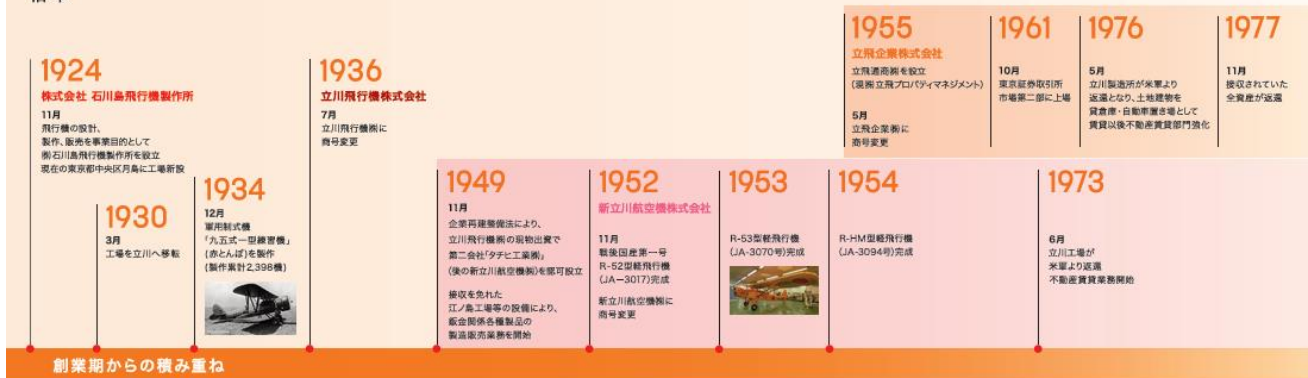 1924
株式会社 石川島飛行機製作所
11月
飛行機の設計、
製作、販売を事業目的として
㈱石川島飛行機製作所を設立
現在の東京都中央区月島に工場新設
1930
3月
工場を立川へ移転
1934
12月
軍用制式機
「九五式一型練習機」
(赤とんぼ)を製作
(製作累計2,398機)
1936
立川飛行機株式会社
7月
立川飛行機㈱に
商号変更
1949
11月
企業再建整備法により、
立川飛行機㈱の現物出資で
第二会社「タチヒ工業㈱」
(後の新立川航空機㈱)を認可設立
接収を免れた
江ノ島工場等の設備により、
鈑金関係各種製品の
製造販売業務を開始
1952
新立川航空機株式会社
11月
戦後国産第一号
R-52型軽飛行機
(JA-3017)完成
新立川航空機㈱に
商号変更
1953
R-53型軽飛行機
(JA-3070号)完成
1954
R-HM型軽飛行機
(JA-3094号)完成
1955
立飛企業株式会社
立飛通商㈱を設立
(現㈱立飛プロパティマネジメント)
5月
立飛企業㈱に
商号変更
1961
10月
東京証券取引所
市場第二部に上場
1973
6月
立川工場が
米軍より返還
不動産賃貸業務開始
1976
5月
立川製造所が米軍より
返還となり、土地建物を
貸倉庫・自動車置き場として
賃貸以後不動産賃貸部門強化
1977
11月
接収されていた
全資産が返還
創業期からの積み重ね